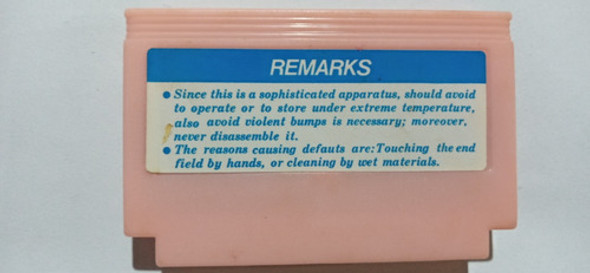 REMARKS
● Since this is a sophisticated apparatus, should avoid
to operate or to store under extreme temperature,
also avoid violent bumps is necessary; moreover,
never disassemble it.
● The reasons causing defauts are:Touching the end
field by hands, or cleaning by wet materials.